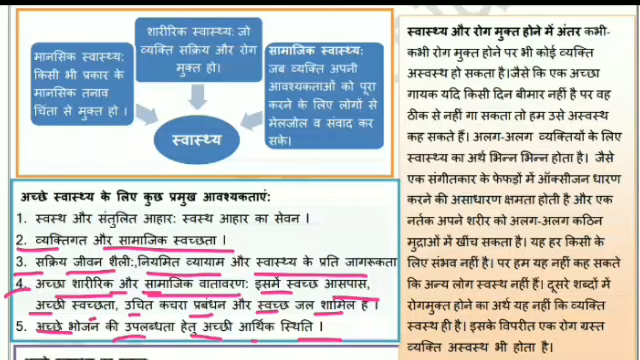 मानसिक स्वास्थ्य:
किसी भी प्रकार के
मानसिक तनाव
चिंता से मुक्त हो ।
शारीरिक स्वास्थ्य: जो
व्यक्ति सक्रिय और रोग
मुक्त हो।
सामाजिक स्वास्थ्य:
जब व्यक्ति अपनी
आवश्यकताओं को पूरा
करने के लिए लोगों से
मेलजोल व संवाद कर
सके।
स्वास्थ्य
अच्छे स्वास्थ्य के लिए कुछ प्रमुख आवश्यकताएं:
1. स्वस्थ और संतुलित आहार: स्वस्थ आहार का सेवन ।
2. व्यक्तिगत और सामाजिक स्वच्छता ।
3. सक्रिय जीवन शैली:,नियमित व्यायाम और स्वास्थ्य के प्रति जागरूकता
4. अच्छा शारीरिक और सामाजिक वातावरण: इसमें स्वच्छ आसपास,
अच्छी स्वच्छता, उचित कचरा प्रबंधन और स्वच्छ जल शामिल हैं ।
5. अच्छे भोजन की उपलब्धता हेतु अच्छी आर्थिक स्थिति ।
स्वास्थ्य और रोग मुक्त होने में अंतर कभी-
कभी रोग मुक्त होने पर भी कोई व्यक्ति
अस्वस्थ हो सकता है।जैसे कि एक अच्छा
गायक यदि किसी दिन बीमार नहीं है पर वह
ठीक से नहीं गा सकता तो हम उसे अस्वस्थ
कह सकते हैं। अलग-अलग व्यक्तियों के लिए
स्वास्थ्य का अर्थ भिन्न भिन्न होता है। जैसे
एक संगीतकार के फेफड़ों में ऑक्सीजन धारण
करने की असाधारण क्षमता होती है और एक
नर्तक अपने शरीर को अलग-अलग कठिन
मुद्राओं में खींच सकता है। यह हर किसी के
लिए संभव नहीं है। पर हम यह नहीं कह सकते
कि अन्य लोग स्वस्थ नहीं हैं। दूसरे शब्दों में
रोगमुक्त होने का अर्थ यह नहीं कि व्यक्ति
स्वस्थ ही है। इसके विपरीत एक रोग ग्रस्त
व्यक्ति अस्वस्थ भी होता है।